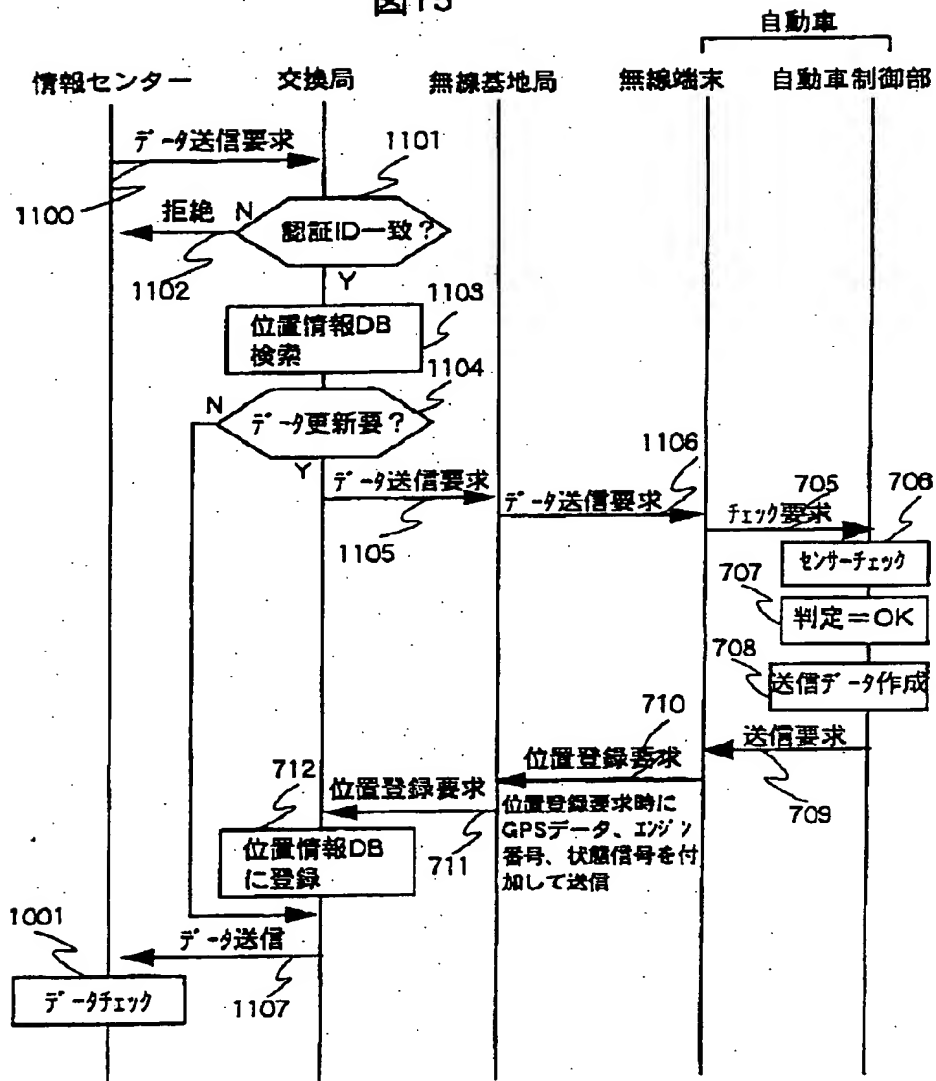 図13
自動車
情報センター 交換局 無線基地局 無線端末 自動車制御部
データ送信要求
1101
1100
拒絶 N
認証ID一致?
1102
Y
1103
位置情報DB
検索
1104
N
データ更新要?
Y
1106
データ送信要求
データ送信要求
1105
705
チェック要求
706
センサーチェック
707
判定=OK
708
送信データ作成
710
送信要求
709
位置登録要求
712
位置登録要求
711
位置登録要求時に
GPSデータ、エンジン
番号、状態信号を付
加して送信
位置情報DB
に登録
1001
データ送信
1107
データチェック